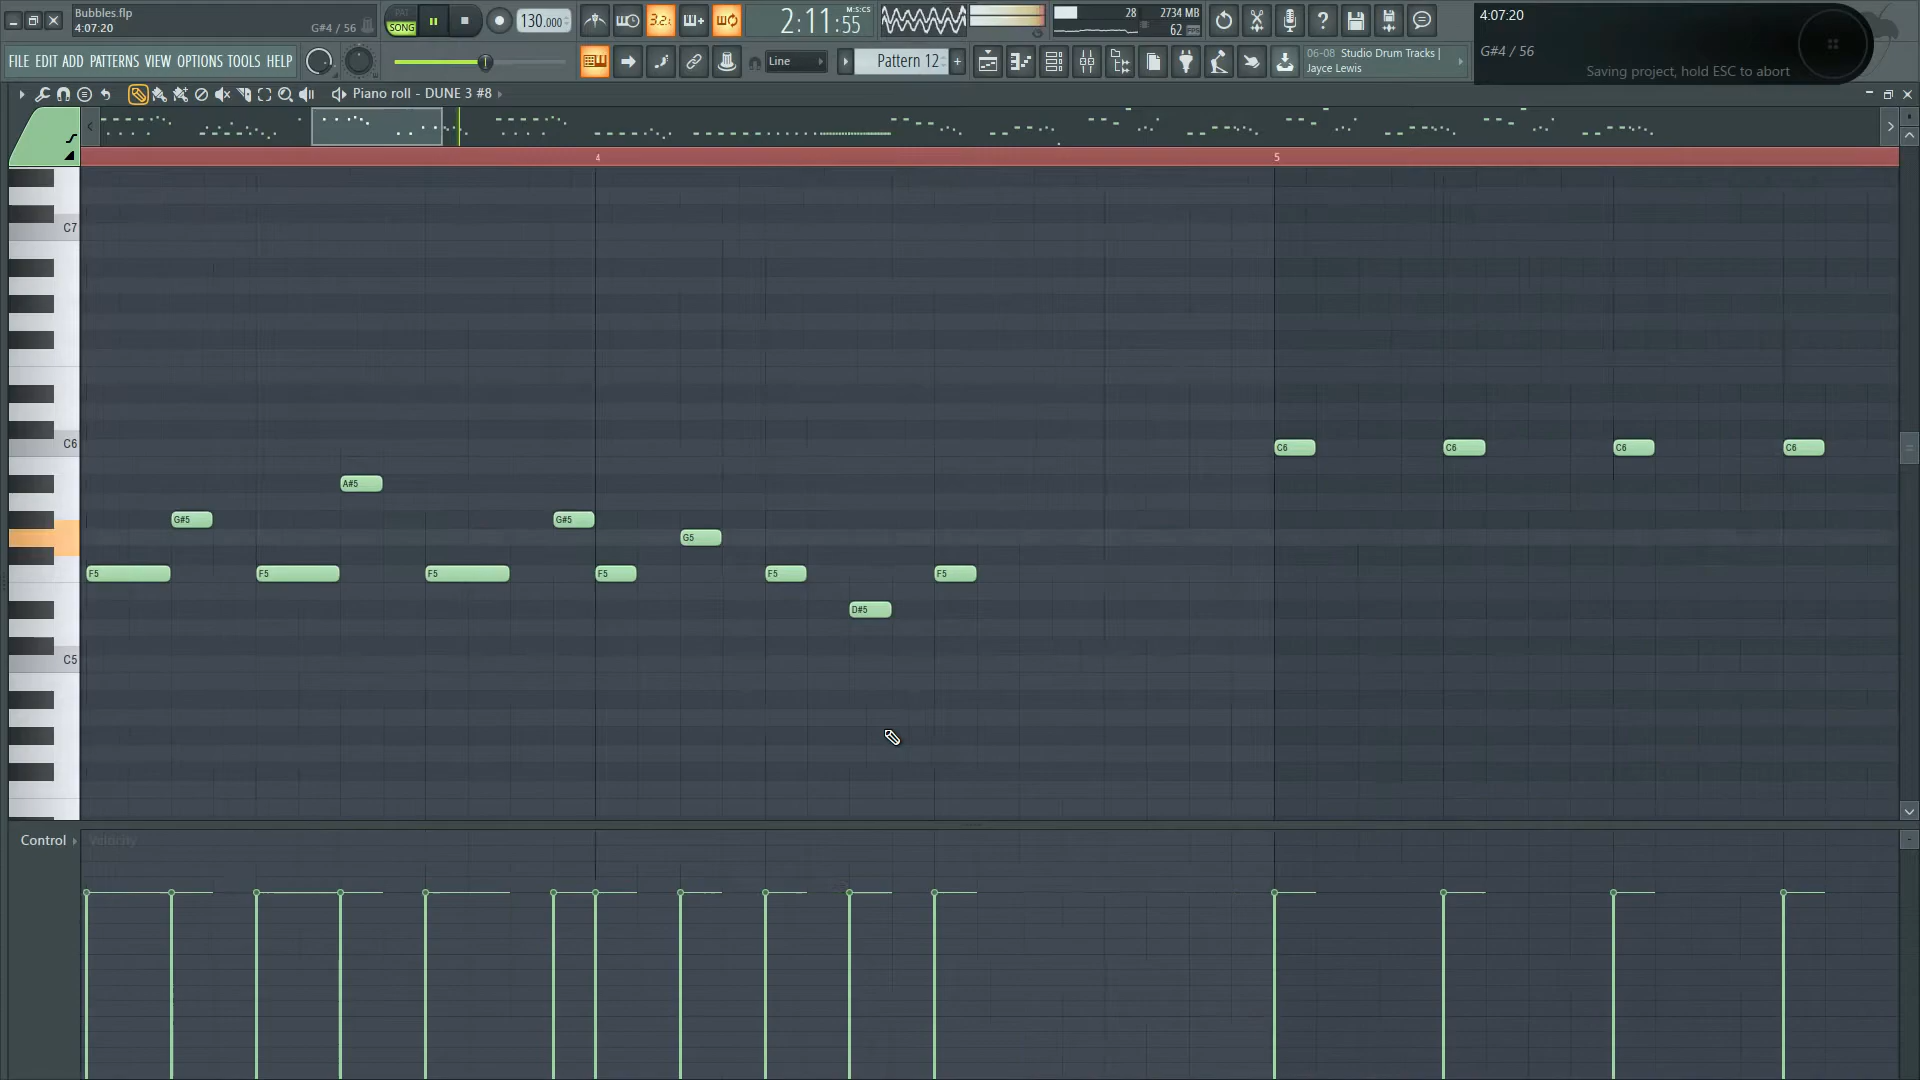 Bubbles.flp
4:07:20
G#4 / 56
PAT
SONG
130.000
3.2.
2:11:55
M:S:CS
28
2734 MB
62
4:07:20
G#4 / 56
Saving project, hold ESC to abort
FILE EDIT ADD PATTERNS VIEW OPTIONS TOOLS HELP
Line
Pattern 12
06-08 Studio Drum Tracks |
Jayce Lewis
Piano roll - DUNE 3 #8
4
5
C7
C6
C5
C6
C6
C6
C6
A#5
G#5
G#5
G5
F5
F5
F5
F5
F5
F5
D#5
Control
Velocity